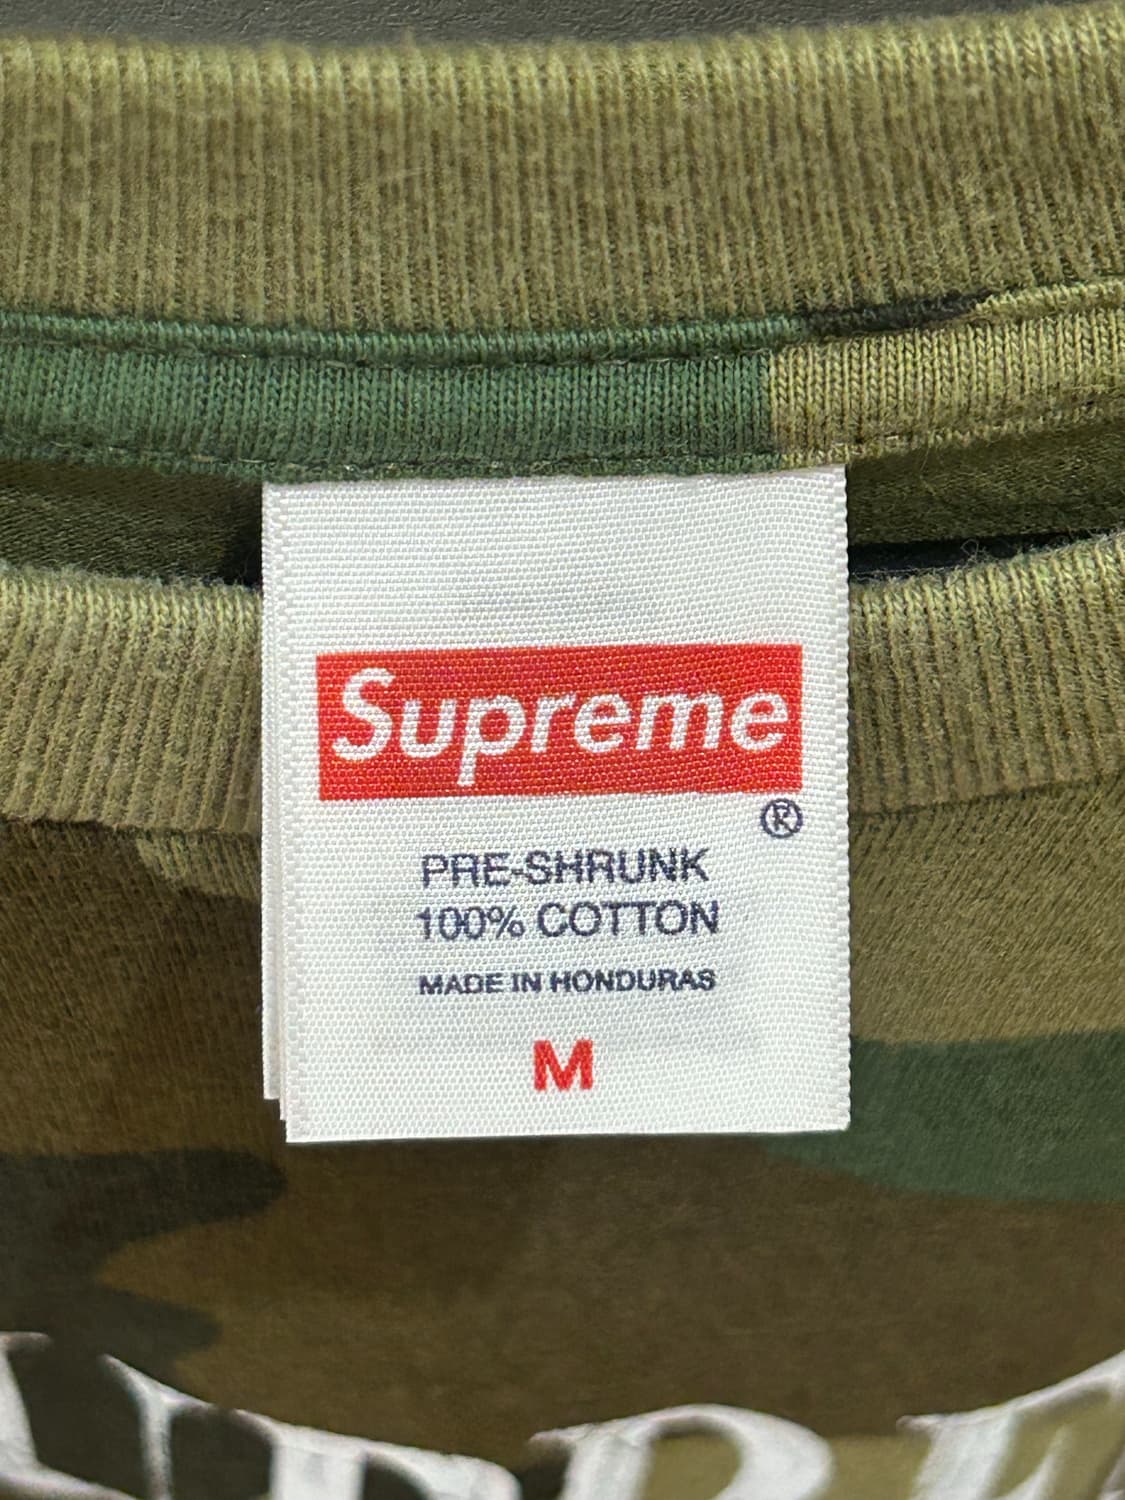 Supreme
®
PRE-SHRUNK
100% COTTON
MADE IN HONDURAS
M